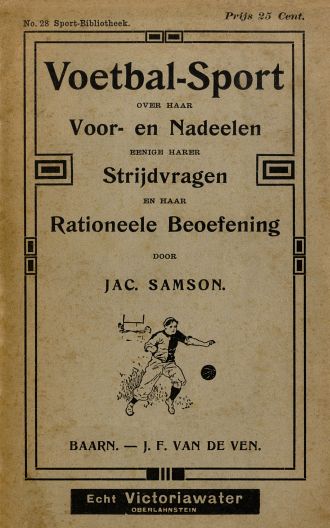 No. 28 Sport-Bibliotheek.
Prijs 25 Cent.
Voetbal-Sport
OVER HAAR
Voor- en Nadeelen
EENIGE HARER
Strijdvragen
EN HAAR
Rationeele Beoefening
DOOR
JAC. SAMSON.
BAARN. — J. F. VAN DE VEN.
Echt Victoriawater
OBERLAHNSTEIN